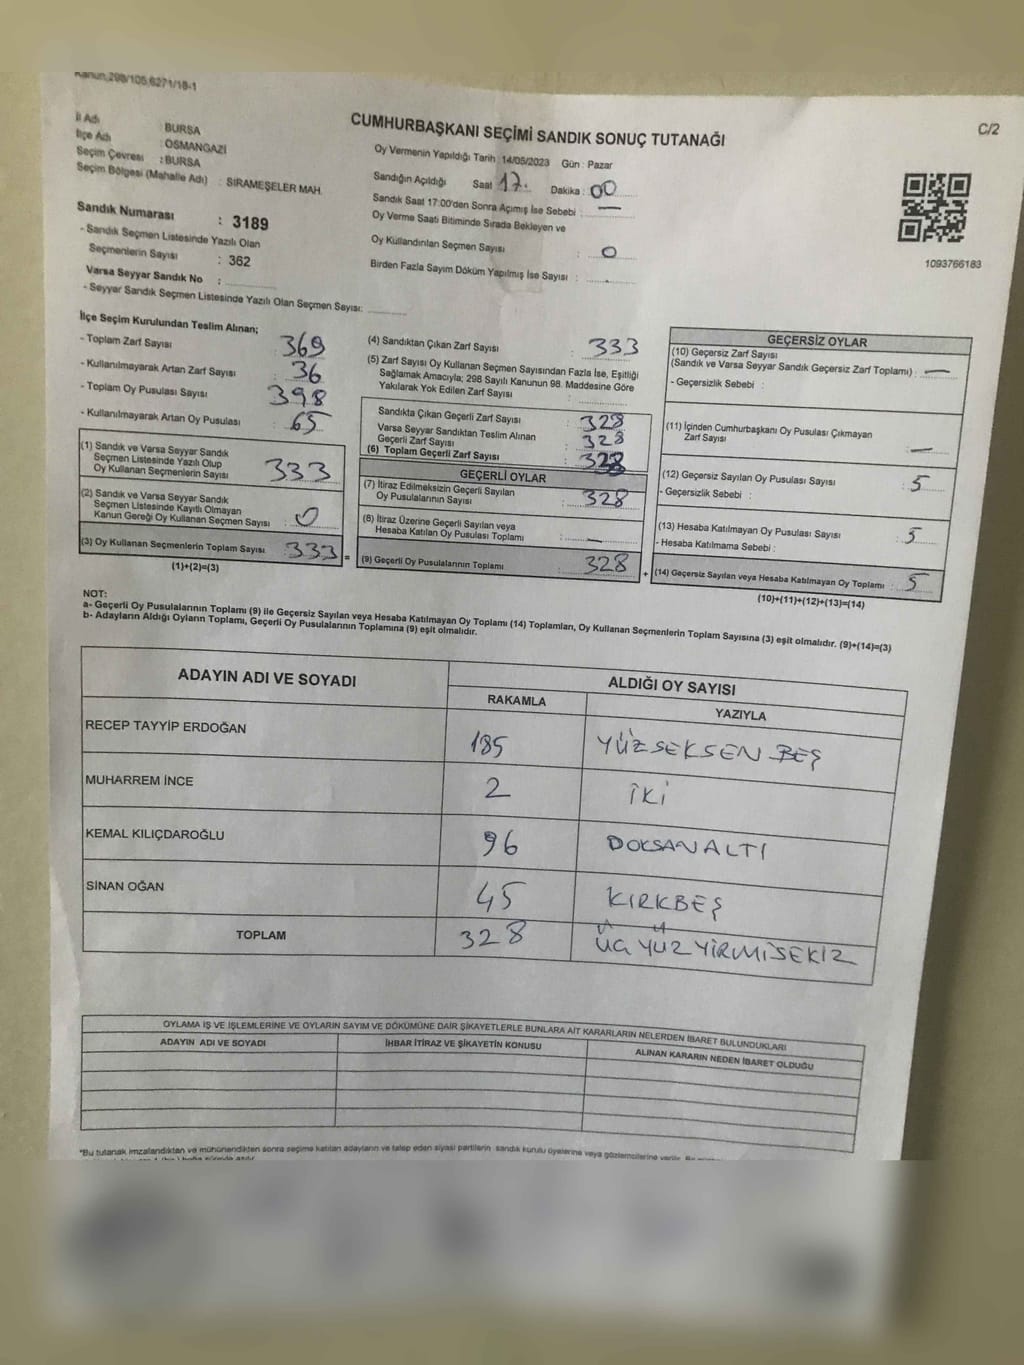 Kanun,298/105,6271/18-1
C/2
İl Adı : BURSA
İlçe Adı : OSMANGAZİ
Seçim Çevresi : BURSA
Seçim Bölgesi (Mahalle Adı) : SIRAMEŞELER MAH.
Sandık Numarası : 3189
- Sandık Seçmen Listesinde Yazılı Olan
Seçmenlerin Sayısı : 362
Varsa Seyyar Sandık No :
- Seyyar Sandık Seçmen Listesinde Yazılı Olan Seçmen Sayısı:
CUMHURBAŞKANI SEÇİMİ SANDIK SONUÇ TUTANAĞI
Oy Vermenin Yapıldığı Tarih : 14/05/2023 Gün : Pazar
Sandığın Açıldığı Saat 17. Dakika : 00
Sandık Saat 17:00'den Sonra Açımış İse Sebebi : —
Oy Verme Saati Bitiminde Sırada Bekleyen ve
Oy Kullandırılan Seçmen Sayısı : 0
Birden Fazla Sayım Döküm Yapılmış İse Sayısı :
1093766183
İlçe Seçim Kurulundan Teslim Alınan;
- Toplam Zarf Sayısı : 369
- Kullanılmayarak Artan Zarf Sayısı : 36
- Toplam Oy Pusulası Sayısı : 398
- Kullanılmayarak Artan Oy Pusulası : 65
(1) Sandık ve Varsa Seyyar Sandık
Seçmen Listesinde Yazılı Olup
Oy Kullanan Seçmenlerin Sayısı : 333
(2) Sandık ve Varsa Seyyar Sandık
Seçmen Listesinde Kayıtlı Olmayan
Kanun Gereği Oy Kullanan Seçmen Sayısı : 0
(3) Oy Kullanan Seçmenlerin Toplam Sayısı : 333 =
(1)+(2)=(3)
(4) Sandıktan Çıkan Zarf Sayısı : 333
(5) Zarf Sayısı Oy Kullanan Seçmen Sayısından Fazla İse, Eşitliği
Sağlamak Amacıyla; 298 Sayılı Kanunun 98. Maddesine Göre
Yakılarak Yok Edilen Zarf Sayısı :
Sandıkta Çıkan Geçerli Zarf Sayısı : 328
Varsa Seyyar Sandıktan Teslim Alınan
Geçerli Zarf Sayısı : 328
(6) Toplam Geçerli Zarf Sayısı : 328
GEÇERLİ OYLAR
(7) İtiraz Edilmeksizin Geçerli Sayılan
Oy Pusulalarının Sayısı : 328
(8) İtiraz Üzerine Geçerli Sayılan veya
Hesaba Katılan Oy Pusulası Toplamı : —
(9) Geçerli Oy Pusulalarının Toplamı : 328 +
GEÇERSİZ OYLAR
(10) Geçersiz Zarf Sayısı
(Sandık ve Varsa Seyyar Sandık Geçersiz Zarf Toplamı) : —
- Geçersizlik Sebebi :
(11) İçinden Cumhurbaşkanı Oy Pusulası Çıkmayan
Zarf Sayısı : —
(12) Geçersiz Sayılan Oy Pusulası Sayısı : 5
- Geçersizlik Sebebi :
(13) Hesaba Katılmayan Oy Pusulası Sayısı : 5
- Hesaba Katılmama Sebebi :
(14) Geçersiz Sayılan veya Hesaba Katılmayan Oy Toplamı : 5
(10)+(11)+(12)+(13)=(14)
NOT:
a- Geçerli Oy Pusulalarının Toplamı (9) ile Geçersiz Sayılan veya Hesaba Katılmayan Oy Toplamı (14) Toplamları, Oy Kullanan Seçmenlerin Toplam Sayısına (3) eşit olmalıdır. (9)+(14)=(3)
b- Adayların Aldığı Oyların Toplamı, Geçerli Oy Pusulalarının Toplamına (9) eşit olmalıdır.
ADAYIN ADI VE SOYADI
ALDIĞI OY SAYISI
RAKAMLA YAZIYLA
RECEP TAYYİP ERDOĞAN 185 YÜZSEKSEN BEŞ
MUHARREM İNCE 2 İKİ
KEMAL KILIÇDAROĞLU 96 DOKSANALTI
SİNAN OĞAN 45 KIRKBEŞ
TOPLAM 328 ÜÇ YÜZ YİRMİSEKİZ
OYLAMA İŞ VE İŞLEMLERİNE VE OYLARIN SAYIM VE DÖKÜMÜNE DAİR ŞİKAYETLERLE BUNLARA AİT KARARLARIN NELERDEN İBARET BULUNDUKLARI
ADAYIN ADI VE SOYADI İHBAR İTİRAZ VE ŞİKAYETİN KONUSU ALINAN KARARIN NEDEN İBARET OLDUĞU
*Bu tutanak imzalandıktan ve mühürlendikten sonra seçime katılan adayların ve talep eden siyasi partilerin sandık kurulu üyelerine veya gözlemcilerine verilir.